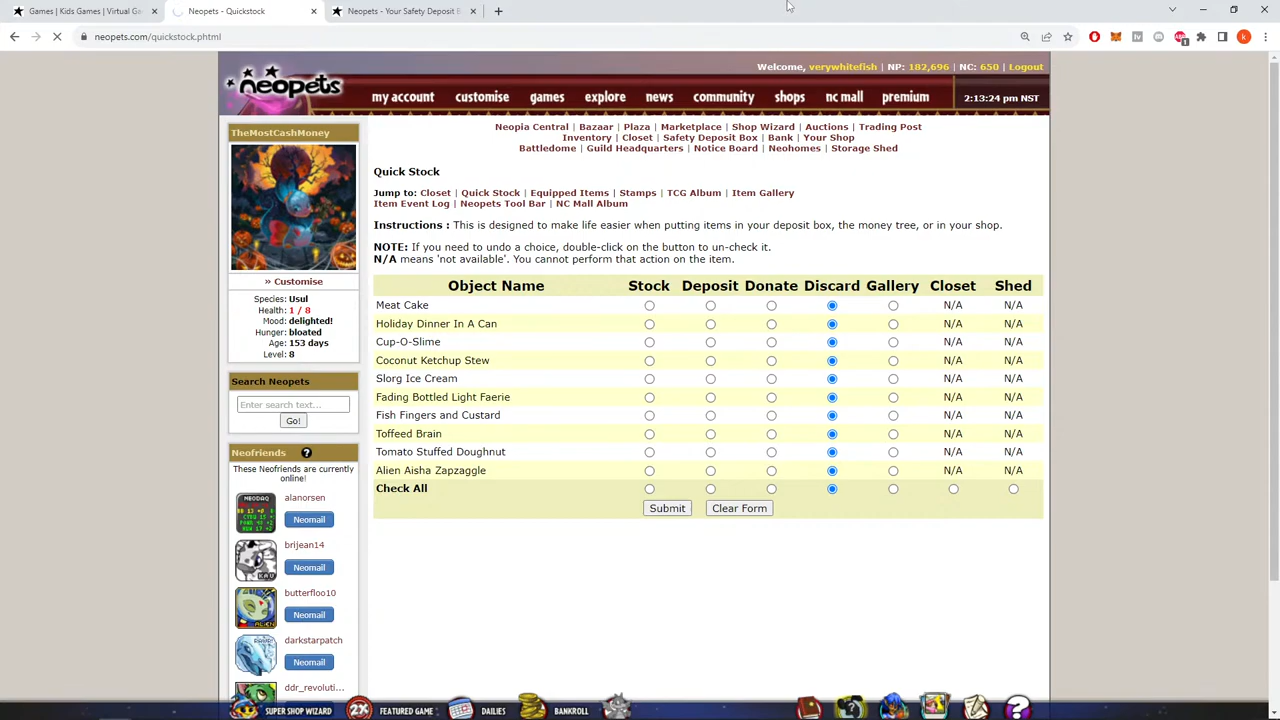 Games | Kids Games | Virtual Ga
Neopets - Quickstock
Neopets - Your Safety Deposit B
neopets.com/quickstock.phtml
Welcome, verywhitefish | NP: 182,696 | NC: 650 | Logout
neopets
my account customise games explore news community shops nc mall premium 2:13:24 pm NST
Neopia Central | Bazaar | Plaza | Marketplace | Shop Wizard | Auctions | Trading Post
Inventory | Closet | Safety Deposit Box | Bank | Your Shop
Battledome | Guild Headquarters | Notice Board | Neohomes | Storage Shed
TheMostCashMoney
» Customise
Species: Usul
Health: 1 / 8
Mood: delighted!
Hunger: bloated
Age: 153 days
Level: 8
Search Neopets
Enter search text...
Go!
Neofriends ?
These Neofriends are currently
online!
alanorsen
Neomail
brijean14
Neomail
butterfloo10
Neomail
darkstarpatch
Neomail
ddr_revoluti...
Quick Stock
Jump to: Closet | Quick Stock | Equipped Items | Stamps | TCG Album | Item Gallery
Item Event Log | Neopets Tool Bar | NC Mall Album
Instructions : This is designed to make life easier when putting items in your deposit box, the money tree, or in your shop.
NOTE: If you need to undo a choice, double-click on the button to un-check it.
N/A means 'not available'. You cannot perform that action on the item.
Object Name Stock Deposit Donate Discard Gallery Closet Shed
Meat Cake N/A N/A
Holiday Dinner In A Can N/A N/A
Cup-O-Slime N/A N/A
Coconut Ketchup Stew N/A N/A
Slorg Ice Cream N/A N/A
Fading Bottled Light Faerie N/A N/A
Fish Fingers and Custard N/A N/A
Toffeed Brain N/A N/A
Tomato Stuffed Doughnut N/A N/A
Alien Aisha Zapzaggle N/A N/A
Check All
Submit Clear Form
SUPER SHOP WIZARD 2X FEATURED GAME DAILIES BANKROLL